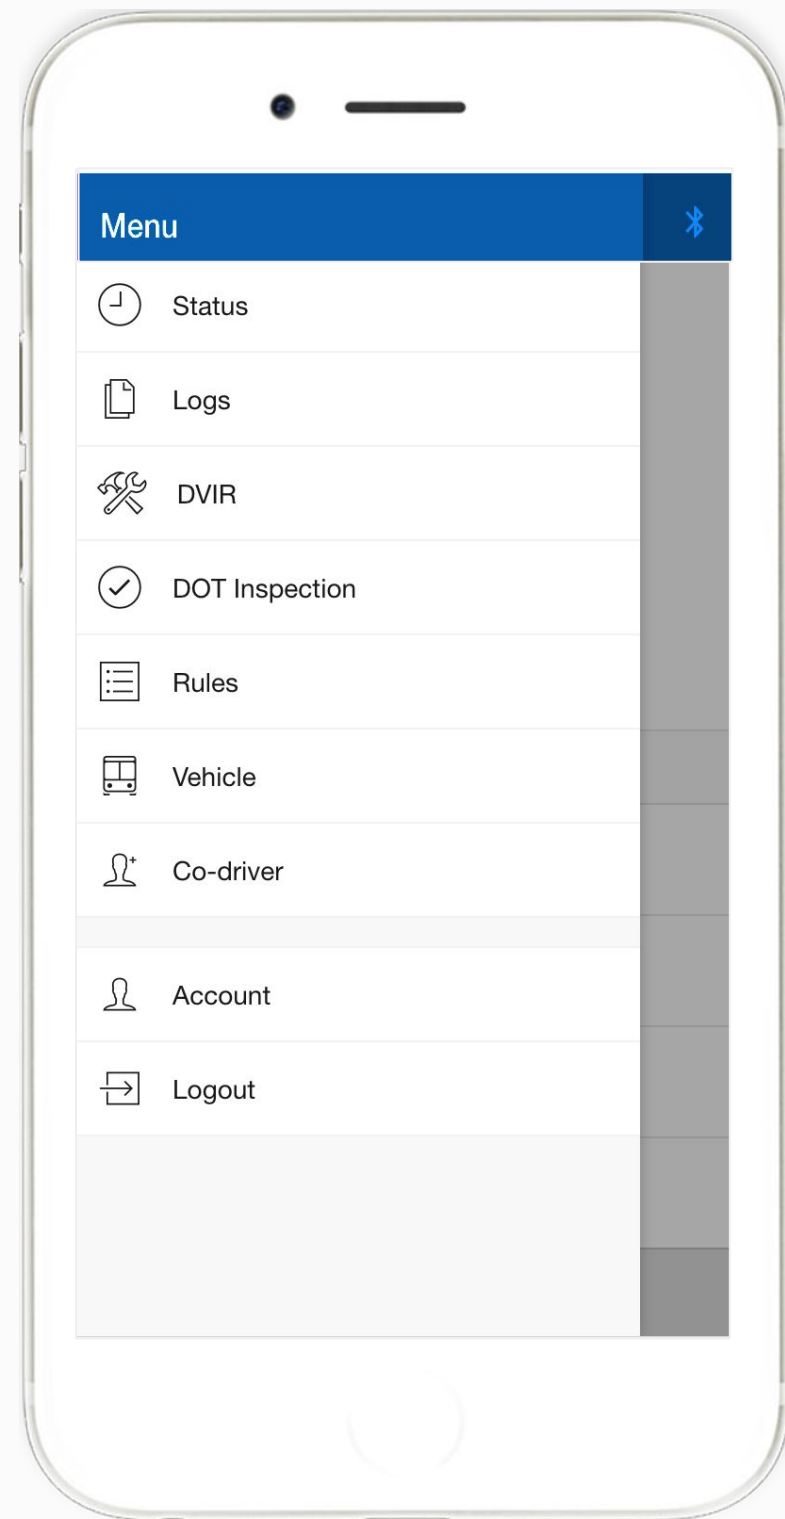 Menu
Status
Logs
DVIR
DOT Inspection
Rules
Vehicle
Co-driver
Account
Logout